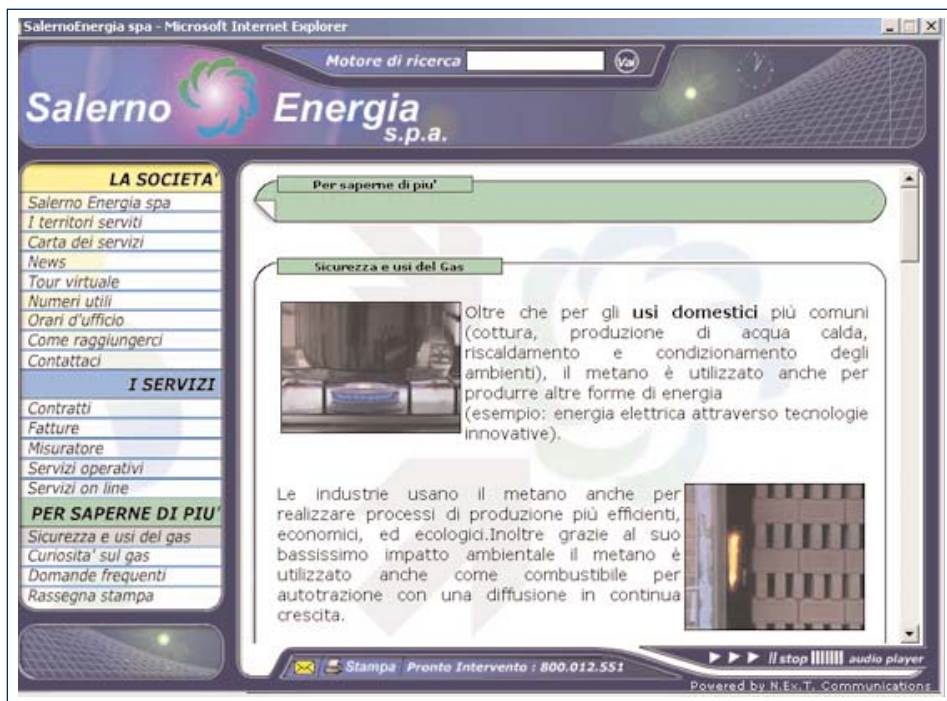 SalernoEnergia spa - Microsoft Internet Explorer
Motore di ricerca
Vai
Salerno Energia
s.p.a.
LA SOCIETA'
Salerno Energia spa
I territori serviti
Carta dei servizi
News
Tour virtuale
Numeri utili
Orari d'ufficio
Come raggiungerci
Contattaci
I SERVIZI
Contratti
Fatture
Misuratore
Servizi operativi
Servizi on line
PER SAPERNE DI PIU'
Sicurezza e usi del gas
Curiosita' sul gas
Domande frequenti
Rassegna stampa
Per saperne di piu'
Sicurezza e usi del Gas
Oltre che per gli usi domestici più comuni
(cottura, produzione di acqua calda,
riscaldamento e condizionamento degli
ambienti), il metano è utilizzato anche per
produrre altre forme di energia
(esempio: energia elettrica attraverso tecnologie
innovative).
Le industrie usano il metano anche per
realizzare processi di produzione più efficienti,
economici, ed ecologici.Inoltre grazie al suo
bassissimo impatto ambientale il metano è
utilizzato anche come combustibile per
autotrazione con una diffusione in continua
crescita.
Stampa Pronto Intervento : 800.012.551
stop audio player
Powered by N.Ex.T. Communications